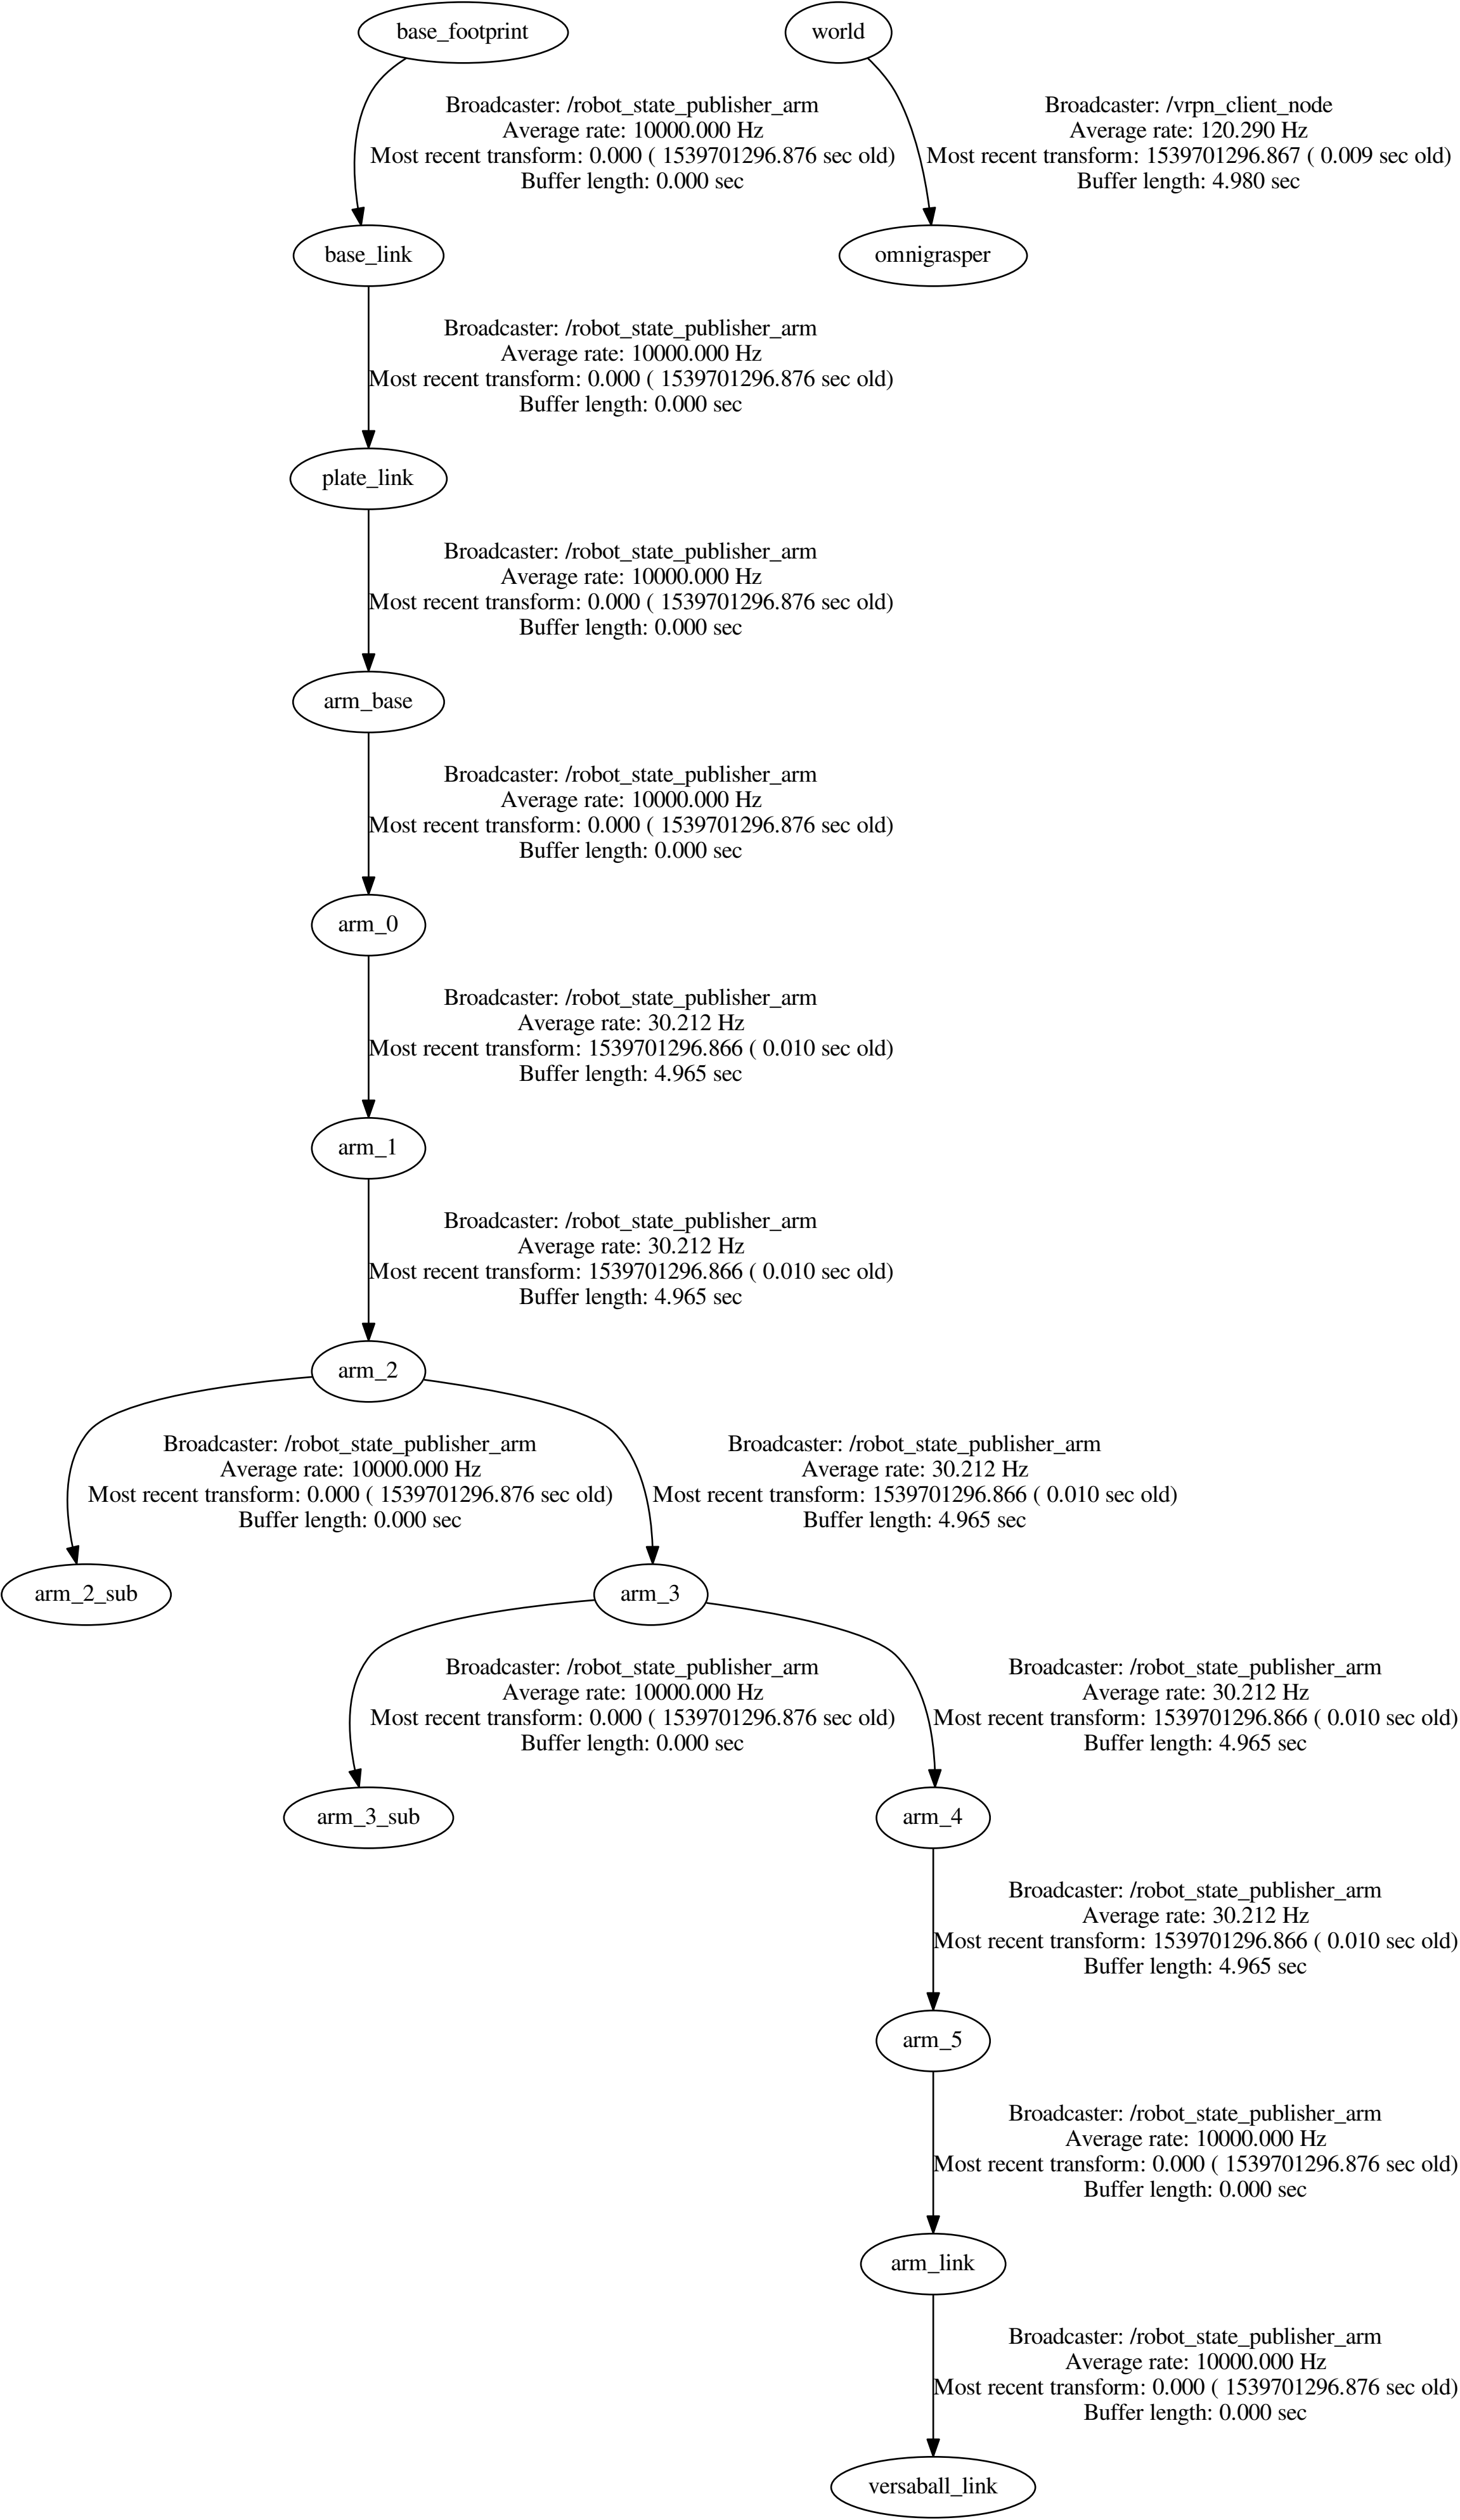 base_footprint
world
Broadcaster: /robot_state_publisher_arm
Average rate: 10000.000 Hz
Most recent transform: 0.000 ( 1539701296.876 sec old)
Buffer length: 0.000 sec
Broadcaster: /vrpn_client_node
Average rate: 120.290 Hz
Most recent transform: 1539701296.867 ( 0.009 sec old)
Buffer length: 4.980 sec
base_link
omnigrasper
Broadcaster: /robot_state_publisher_arm
Average rate: 10000.000 Hz
Most recent transform: 0.000 ( 1539701296.876 sec old)
Buffer length: 0.000 sec
plate_link
Broadcaster: /robot_state_publisher_arm
Average rate: 10000.000 Hz
Most recent transform: 0.000 ( 1539701296.876 sec old)
Buffer length: 0.000 sec
arm_base
Broadcaster: /robot_state_publisher_arm
Average rate: 10000.000 Hz
Most recent transform: 0.000 ( 1539701296.876 sec old)
Buffer length: 0.000 sec
arm_0
Broadcaster: /robot_state_publisher_arm
Average rate: 30.212 Hz
Most recent transform: 1539701296.866 ( 0.010 sec old)
Buffer length: 4.965 sec
arm_1
Broadcaster: /robot_state_publisher_arm
Average rate: 30.212 Hz
Most recent transform: 1539701296.866 ( 0.010 sec old)
Buffer length: 4.965 sec
arm_2
Broadcaster: /robot_state_publisher_arm
Average rate: 10000.000 Hz
Most recent transform: 0.000 ( 1539701296.876 sec old)
Buffer length: 0.000 sec
Broadcaster: /robot_state_publisher_arm
Average rate: 30.212 Hz
Most recent transform: 1539701296.866 ( 0.010 sec old)
Buffer length: 4.965 sec
arm_2_sub
arm_3
Broadcaster: /robot_state_publisher_arm
Average rate: 10000.000 Hz
Most recent transform: 0.000 ( 1539701296.876 sec old)
Buffer length: 0.000 sec
Broadcaster: /robot_state_publisher_arm
Average rate: 30.212 Hz
Most recent transform: 1539701296.866 ( 0.010 sec old)
Buffer length: 4.965 sec
arm_3_sub
arm_4
Broadcaster: /robot_state_publisher_arm
Average rate: 30.212 Hz
Most recent transform: 1539701296.866 ( 0.010 sec old)
Buffer length: 4.965 sec
arm_5
Broadcaster: /robot_state_publisher_arm
Average rate: 10000.000 Hz
Most recent transform: 0.000 ( 1539701296.876 sec old)
Buffer length: 0.000 sec
arm_link
Broadcaster: /robot_state_publisher_arm
Average rate: 10000.000 Hz
Most recent transform: 0.000 ( 1539701296.876 sec old)
Buffer length: 0.000 sec
versaball_link